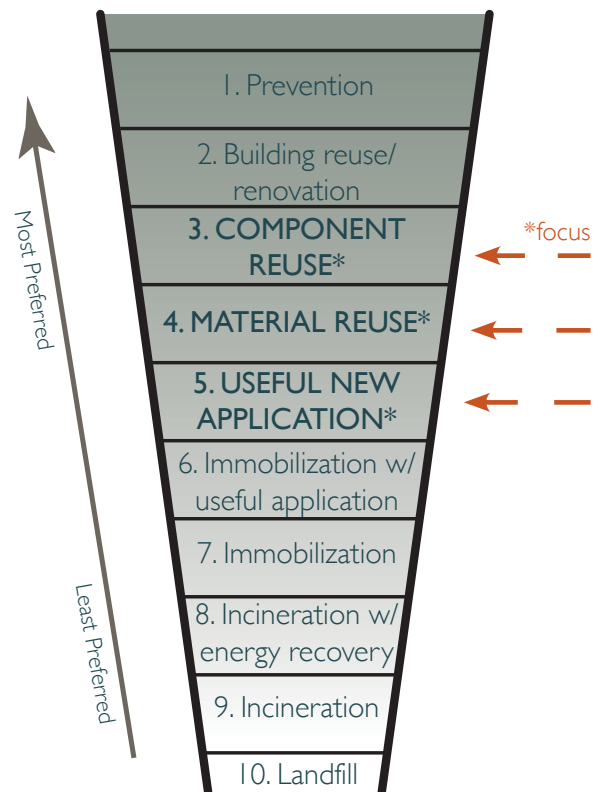 1. Prevention
2. Building reuse/
renovation
3. COMPONENT
REUSE*
*focus
4. MATERIAL REUSE*
5. USEFUL NEW
APPLICATION*
6. Immobilization w/
useful application
7. Immobilization
8. Incineration w/
energy recovery
9. Incineration
10. Landfill
Most Preferred
Least Preferred